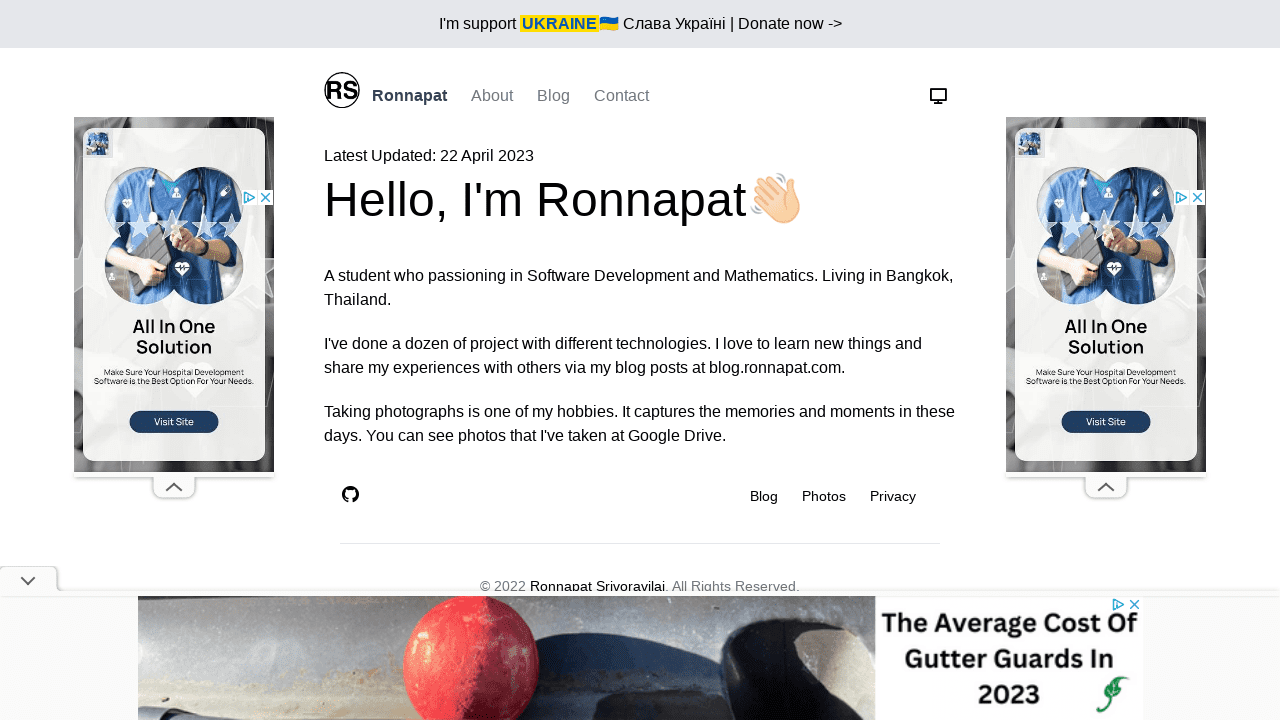 I'm support UKRAINE🇺🇦 Слава Україні | Donate now ->
RS Ronnapat About Blog Contact
Latest Updated: 22 April 2023
Hello, I'm Ronnapat👋🏻
A student who passioning in Software Development and Mathematics. Living in Bangkok,
Thailand.
I've done a dozen of project with different technologies. I love to learn new things and
share my experiences with others via my blog posts at blog.ronnapat.com.
Taking photographs is one of my hobbies. It captures the memories and moments in these
days. You can see photos that I've taken at Google Drive.
Blog Photos Privacy
© 2022 Ronnapat Srivoravilai. All Rights Reserved.
All In One
Solution
Make Sure Your Hospital Development
Software is the Best Option For Your Needs.
Visit Site
All In One
Solution
Make Sure Your Hospital Development
Software is the Best Option For Your Needs.
Visit Site
The Average Cost Of
Gutter Guards In
2023